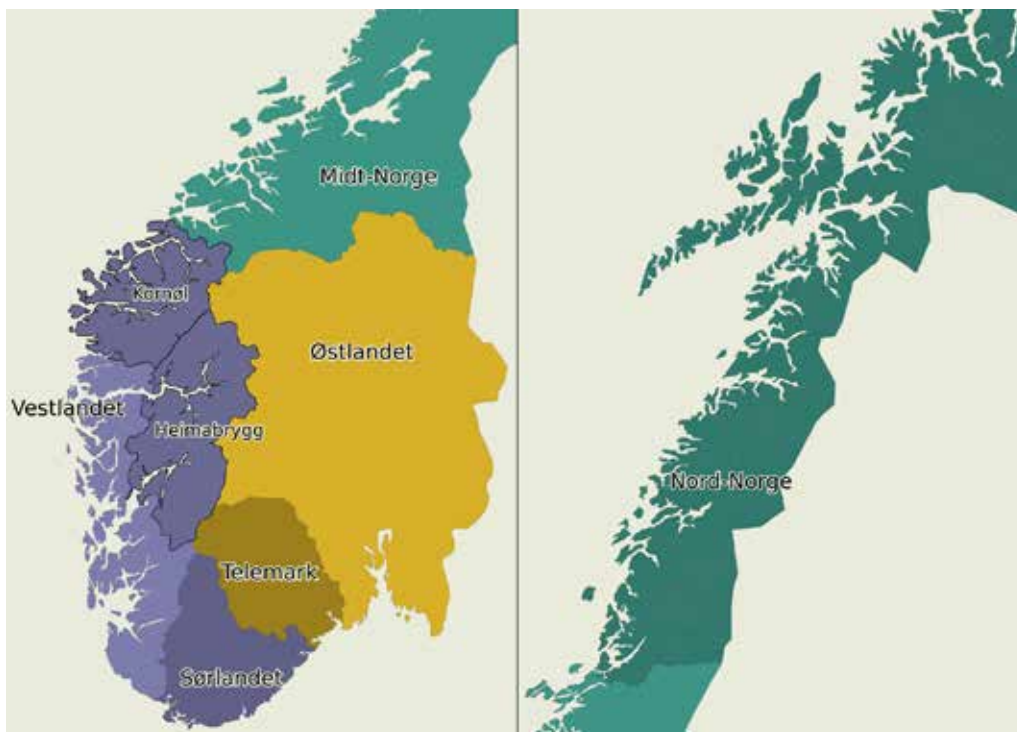 Midt-Norge
Kornøl
Østlandet
Vestlandet
Heimabrygg
Telemark
Sørlandet
Nord-Norge